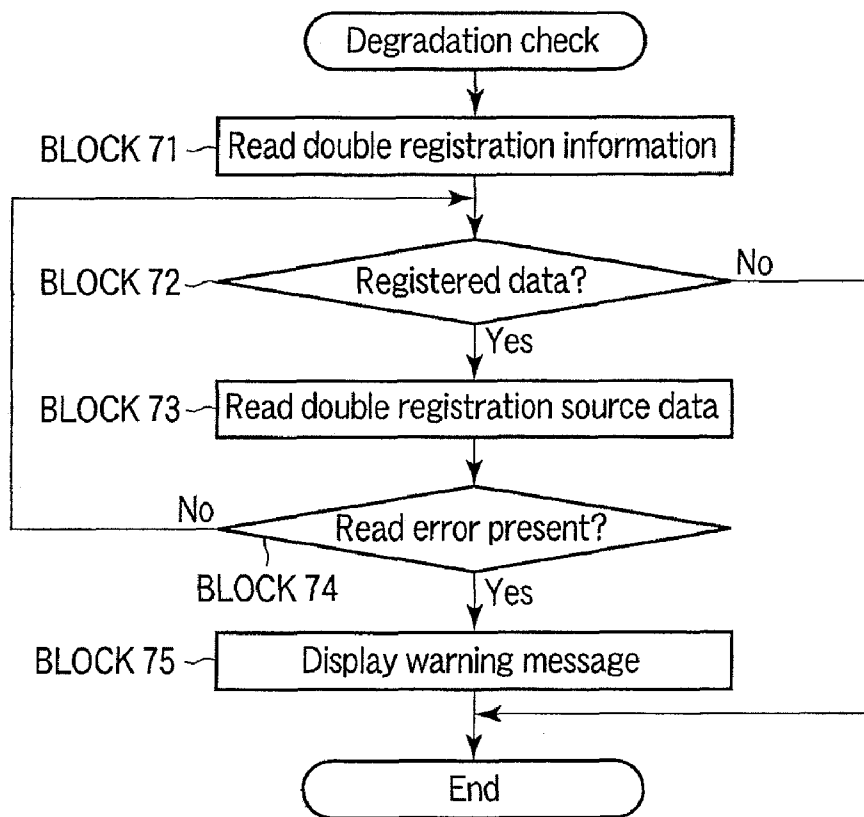 Degradation check
BLOCK 71
Read double registration information
BLOCK 72
Registered data?
No
Yes
BLOCK 73
Read double registration source data
No
Read error present?
BLOCK 74
Yes
BLOCK 75
Display warning message
End